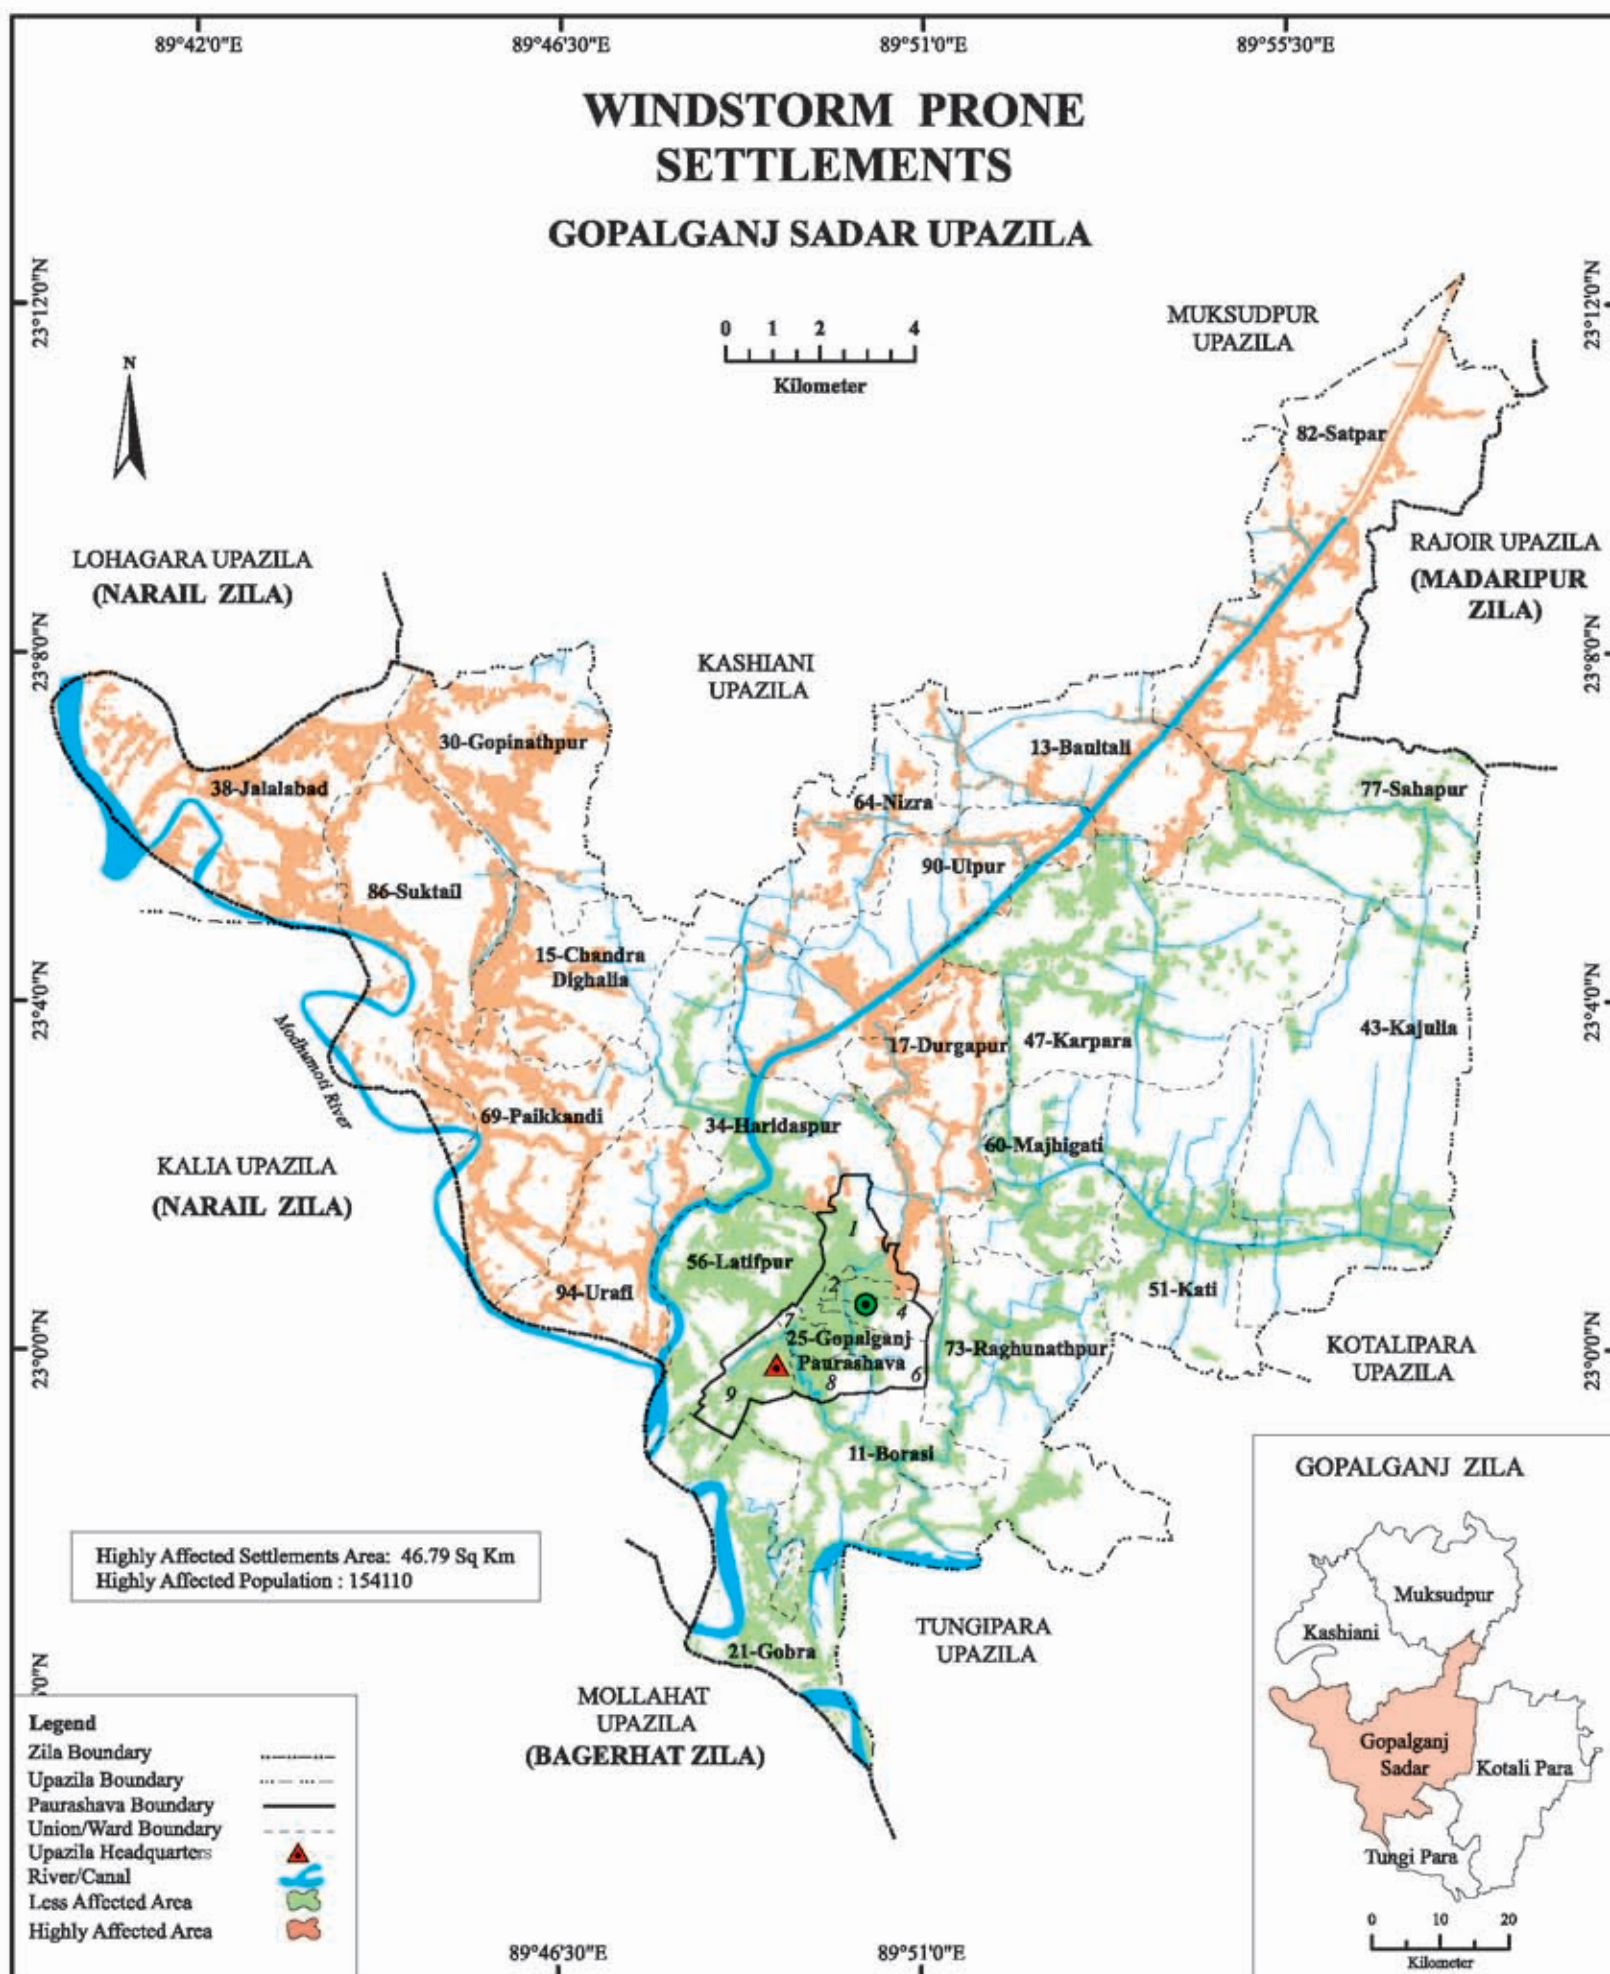 89°42'0"E
89°46'30"E
89°51'0"E
89°55'30"E
WINDSTORM PRONE
SETTLEMENTS
GOPALGANJ SADAR UPAZILA
23°12'0"N
23°12'0"N
0 1 2 4
Kilometer
N
MUKSUDPUR
UPAZILA
82-Satpar
LOHAGARA UPAZILA
(NARAIL ZILA)
RAJOIR UPAZILA
(MADARIPUR
ZILA)
23°8'0"N
23°8'0"N
KASHIANI
UPAZILA
30-Gopinathpur
13-Baultali
38-Jalalabad
64-Nizra
77-Sahapur
86-Suktail
90-Ulpur
15-Chandra
Dighalia
23°4'0"N
23°4'0"N
Modhumoti River
17-Durgapur
47-Karpara
43-Kajulia
69-Paikkandi
34-Haridaspur
60-Majhigati
KALIA UPAZILA
(NARAIL ZILA)
1
56-Latifpur
2
94-Urafi
51-Kati
4
7
25-Gopalganj
Paurashava
73-Raghunathpur
6
8
9
23°0'0"N
23°0'0"N
KOTALIPARA
UPAZILA
11-Borasi
Highly Affected Settlements Area: 46.79 Sq Km
Highly Affected Population : 154110
21-Gobra
TUNGIPARA
UPAZILA
MOLLAHAT
UPAZILA
(BAGERHAT ZILA)
GOPALGANJ ZILA
Muksudpur
Kashiani
Gopalganj
Sadar
Kotali Para
Tungi Para
0 10 20
Kilometer
Legend
Zila Boundary
Upazila Boundary
Paurashava Boundary
Union/Ward Boundary
Upazila Headquarters
River/Canal
Less Affected Area
Highly Affected Area
89°46'30"E
89°51'0"E